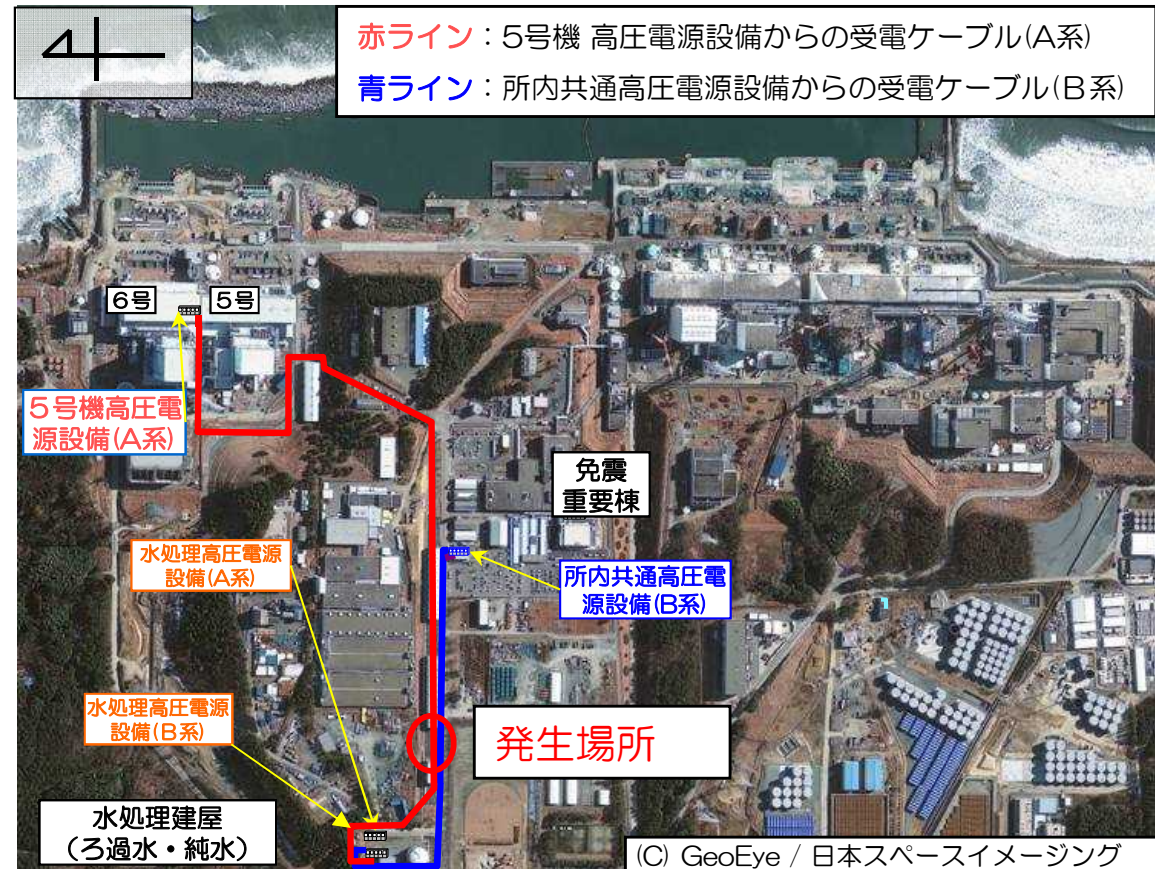 赤ライン：5号機 高圧電源設備からの受電ケーブル(A系)
青ライン：所内共通高圧電源設備からの受電ケーブル(B系)
6号
5号
5号機高圧電
源設備(A系)
免震
重要棟
水処理高圧電源
設備(A系)
所内共通高圧電
源設備(B系)
水処理高圧電源
設備(B系)
発生場所
水処理建屋
（ろ過水・純水）
(C) GeoEye / 日本スペースイメージング